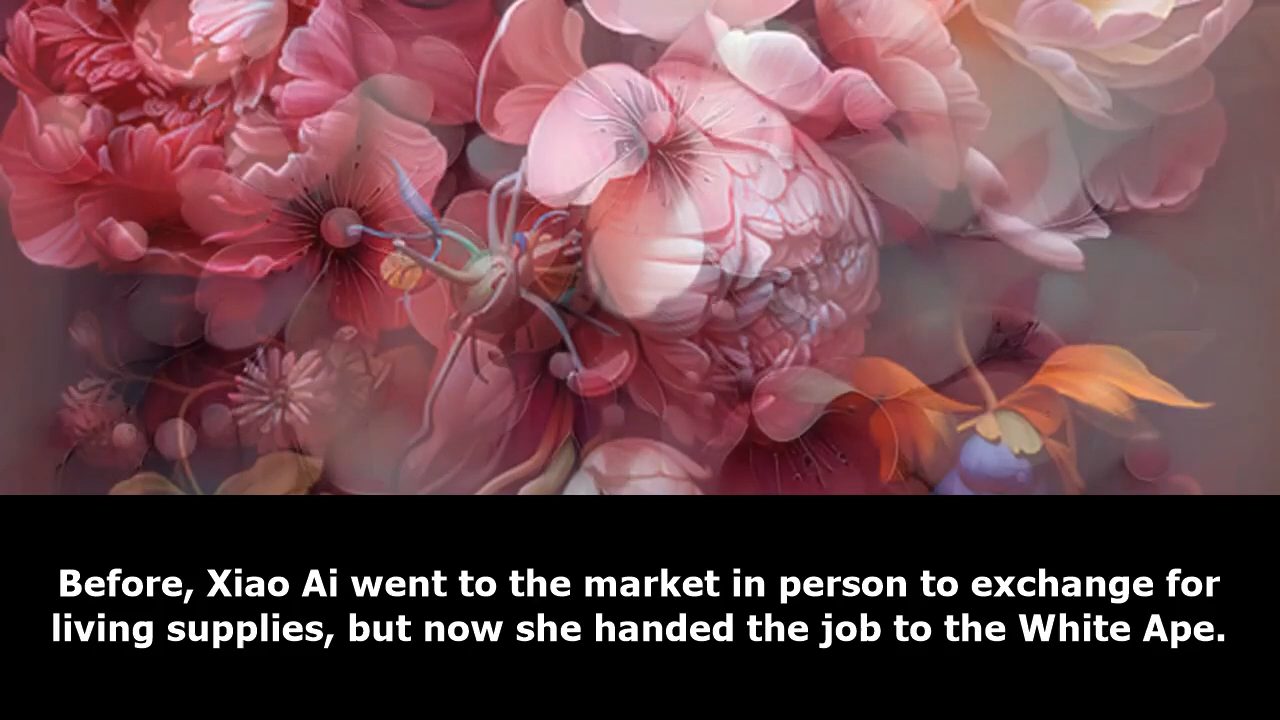 Before, Xiao Ai went to the market in person to exchange for
living supplies, but now she handed the job to the White Ape.